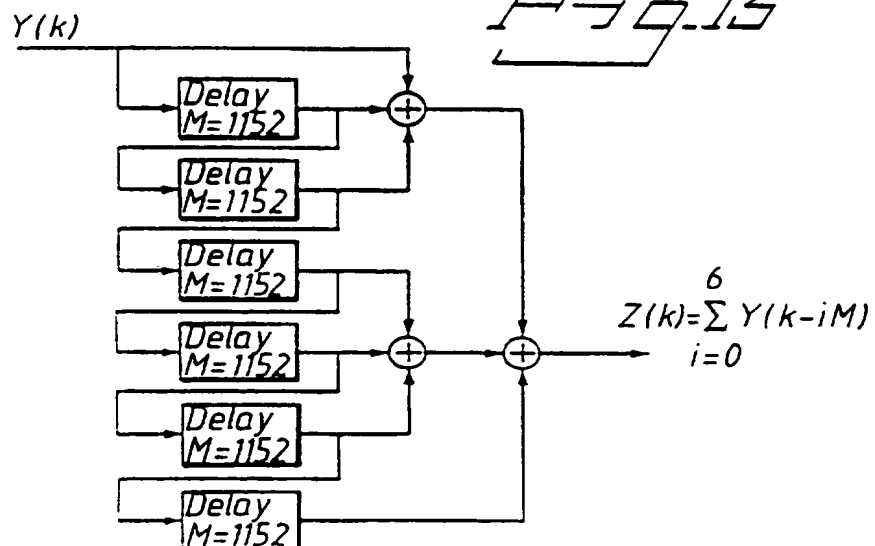 Y(k)
Delay
M=1152
Delay
M=1152
Delay
M=1152
Delay
M=1152
Delay
M=1152
Delay
M=1152
6
Z(k)=∑ Y(k-iM)
i=0